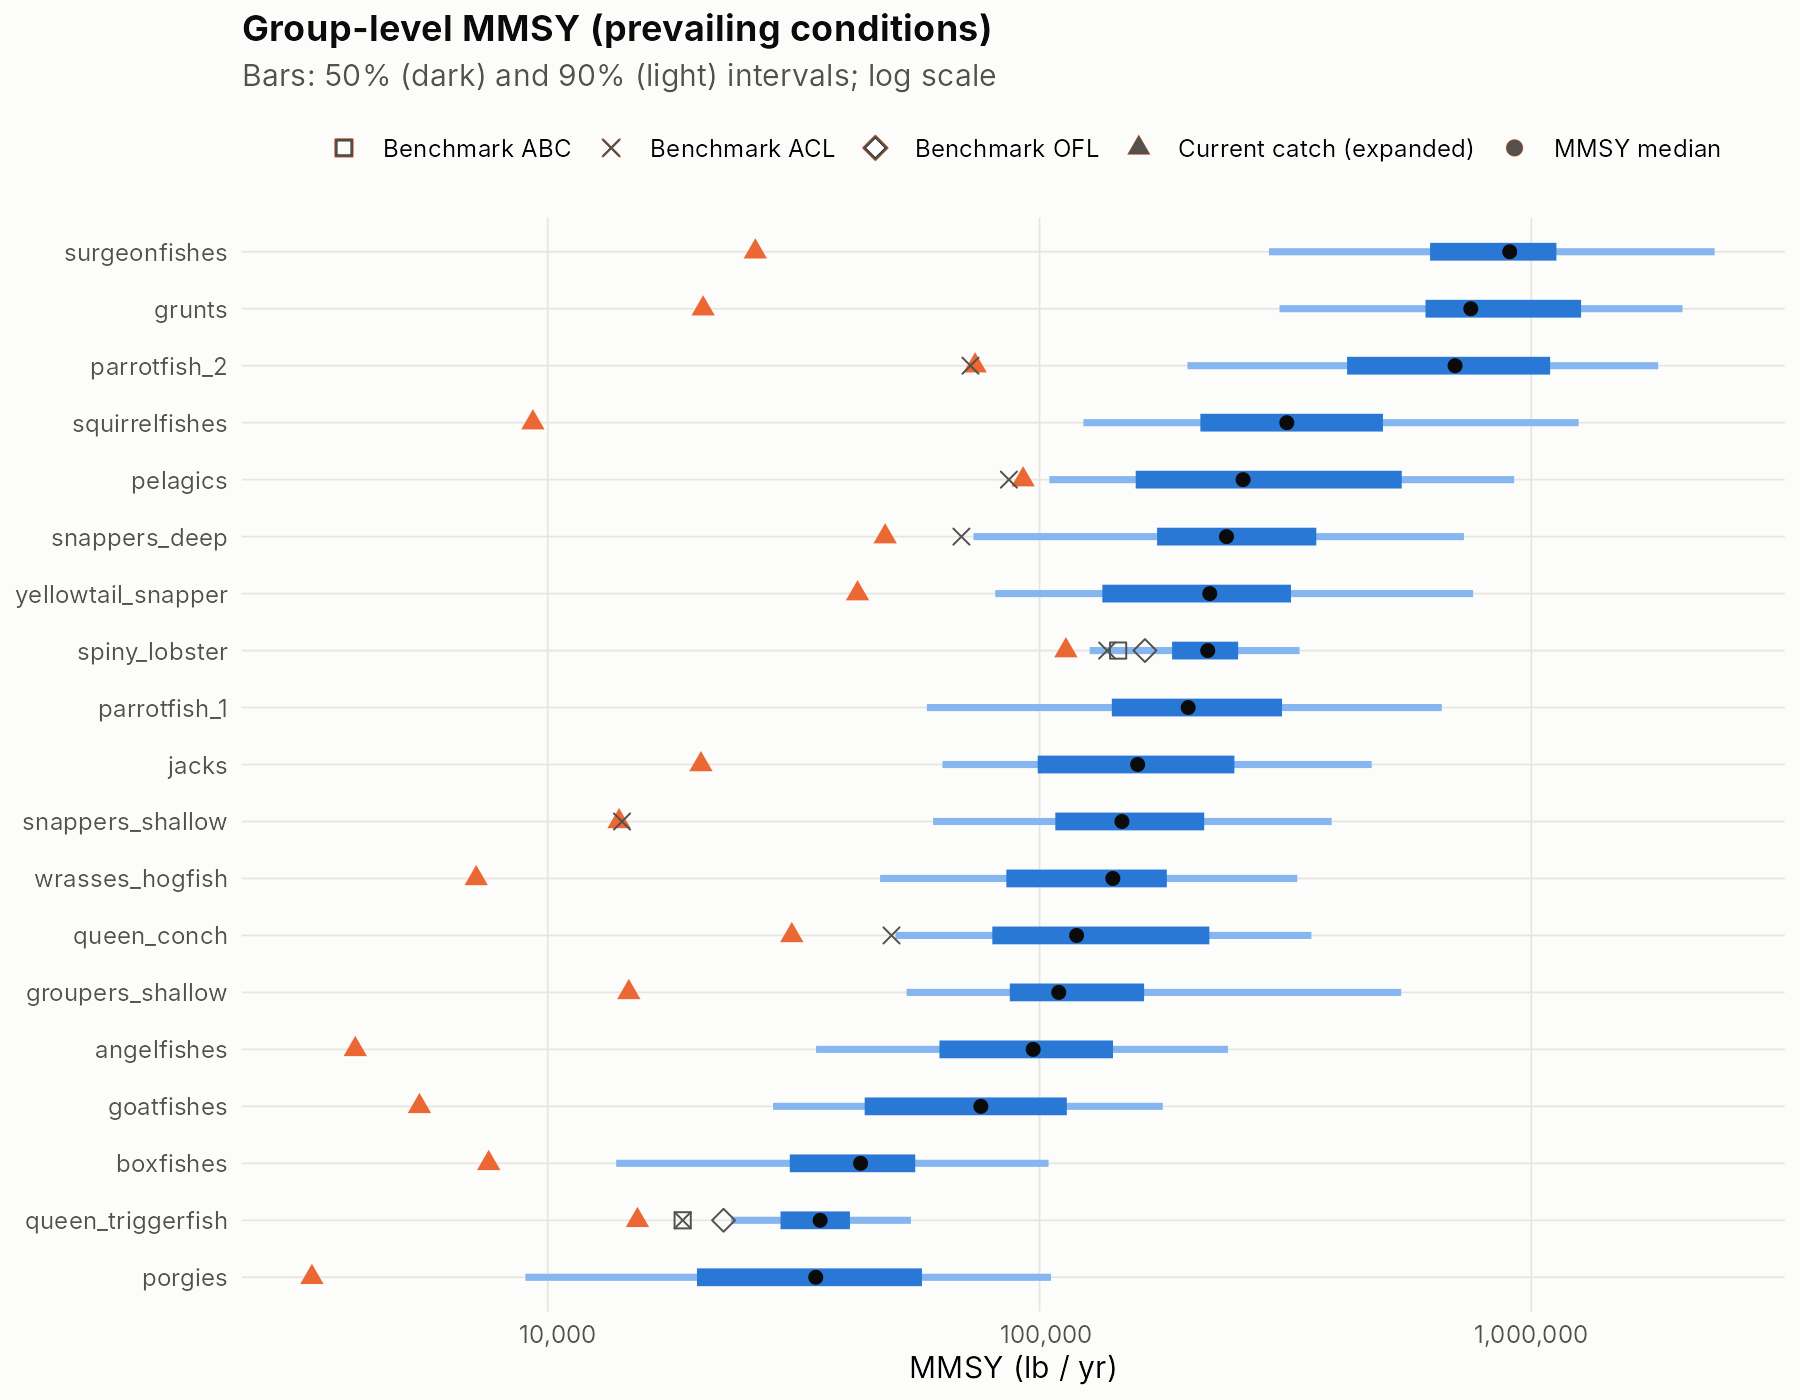 Group-level MMSY (prevailing conditions)
Bars: 50% (dark) and 90% (light) intervals; log scale
Benchmark ABC Benchmark ACL Benchmark OFL Current catch (expanded) MMSY median
surgeonfishes
grunts
parrotfish_2
squirrelfishes
pelagics
snappers_deep
yellowtail_snapper
spiny_lobster
parrotfish_1
jacks
snappers_shallow
wrasses_hogfish
queen_conch
groupers_shallow
angelfishes
goatfishes
boxfishes
queen_triggerfish
porgies
10,000 100,000 1,000,000
MMSY (lb / yr)